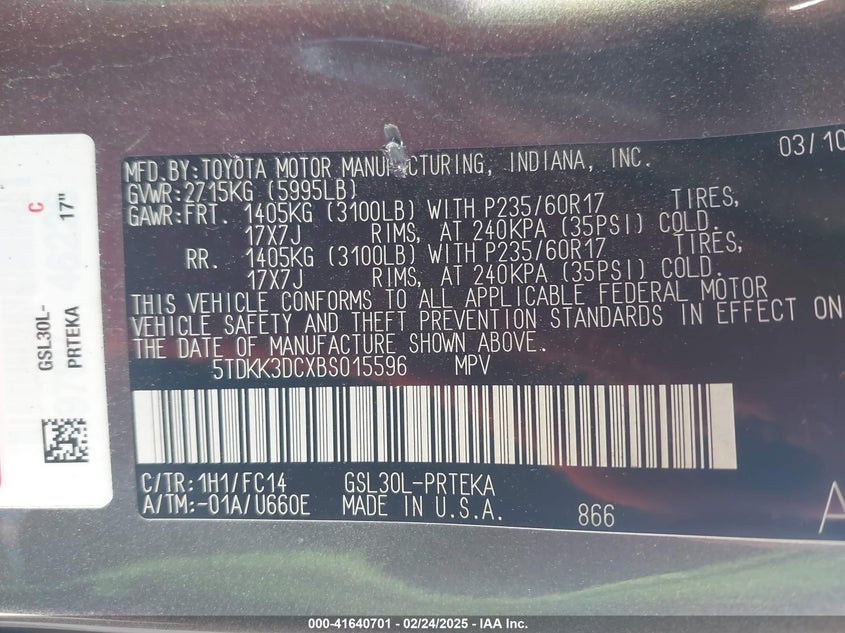 MFD.BY:TOYOTA MOTOR MANUFACTURING, INDIANA, INC. 03/10
GVWR:2715KG (5995LB)
GAWR:FRT. 1405KG (3100LB) WITH P235/60R17 TIRES,
17X7J RIMS, AT 240KPA (35PSI) COLD.
RR. 1405KG (3100LB) WITH P235/60R17 TIRES,
17X7J RIMS, AT 240KPA (35PSI) COLD.
THIS VEHICLE CONFORMS TO ALL APPLICABLE FEDERAL MOTOR
VEHICLE SAFETY AND THEFT PREVENTION STANDARDS IN EFFECT ON
THE DATE OF MANUFACTURE SHOWN ABOVE.
5TDKK3DCXBS015596 MPV
C/TR:1H1/FC14 GSL30L-PRTEKA
A/TM:-01A/U660E MADE IN U.S.A. 866
A
GSL30L-
PRTEKA
C
17"
000-41640701 / 02/24/2025 - IAA Inc.